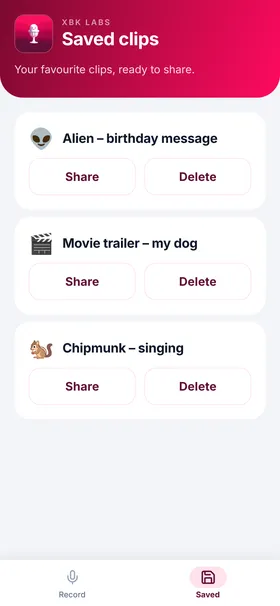 XBK LABS
Saved clips
Your favourite clips, ready to share.
Alien – birthday message
Share
Delete
Movie trailer – my dog
Share
Delete
Chipmunk – singing
Share
Delete
Record
Saved